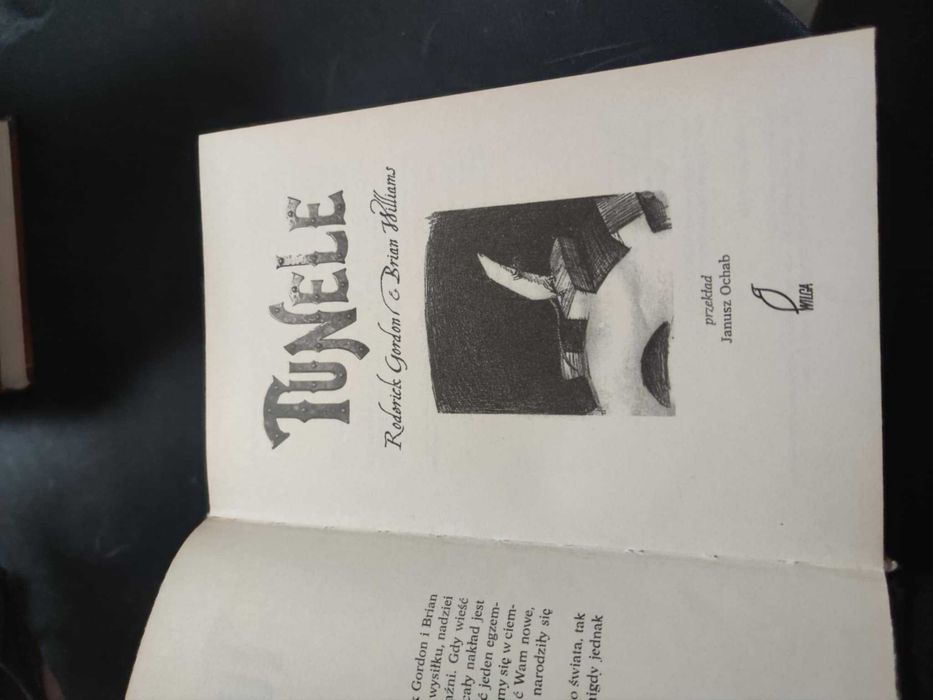 TUNELE
Roderick Gordon & Brian Williams
przekład
Janusz Ochab
WILGA
Gordon i Brian
wysiłku, nadziei
aźni. Gdy wieść
cały nakład jest
ć jeden egzem-
my się w ciem-
ć Wam nowe,
narodziły się
o świata, tak
nigdy jednak